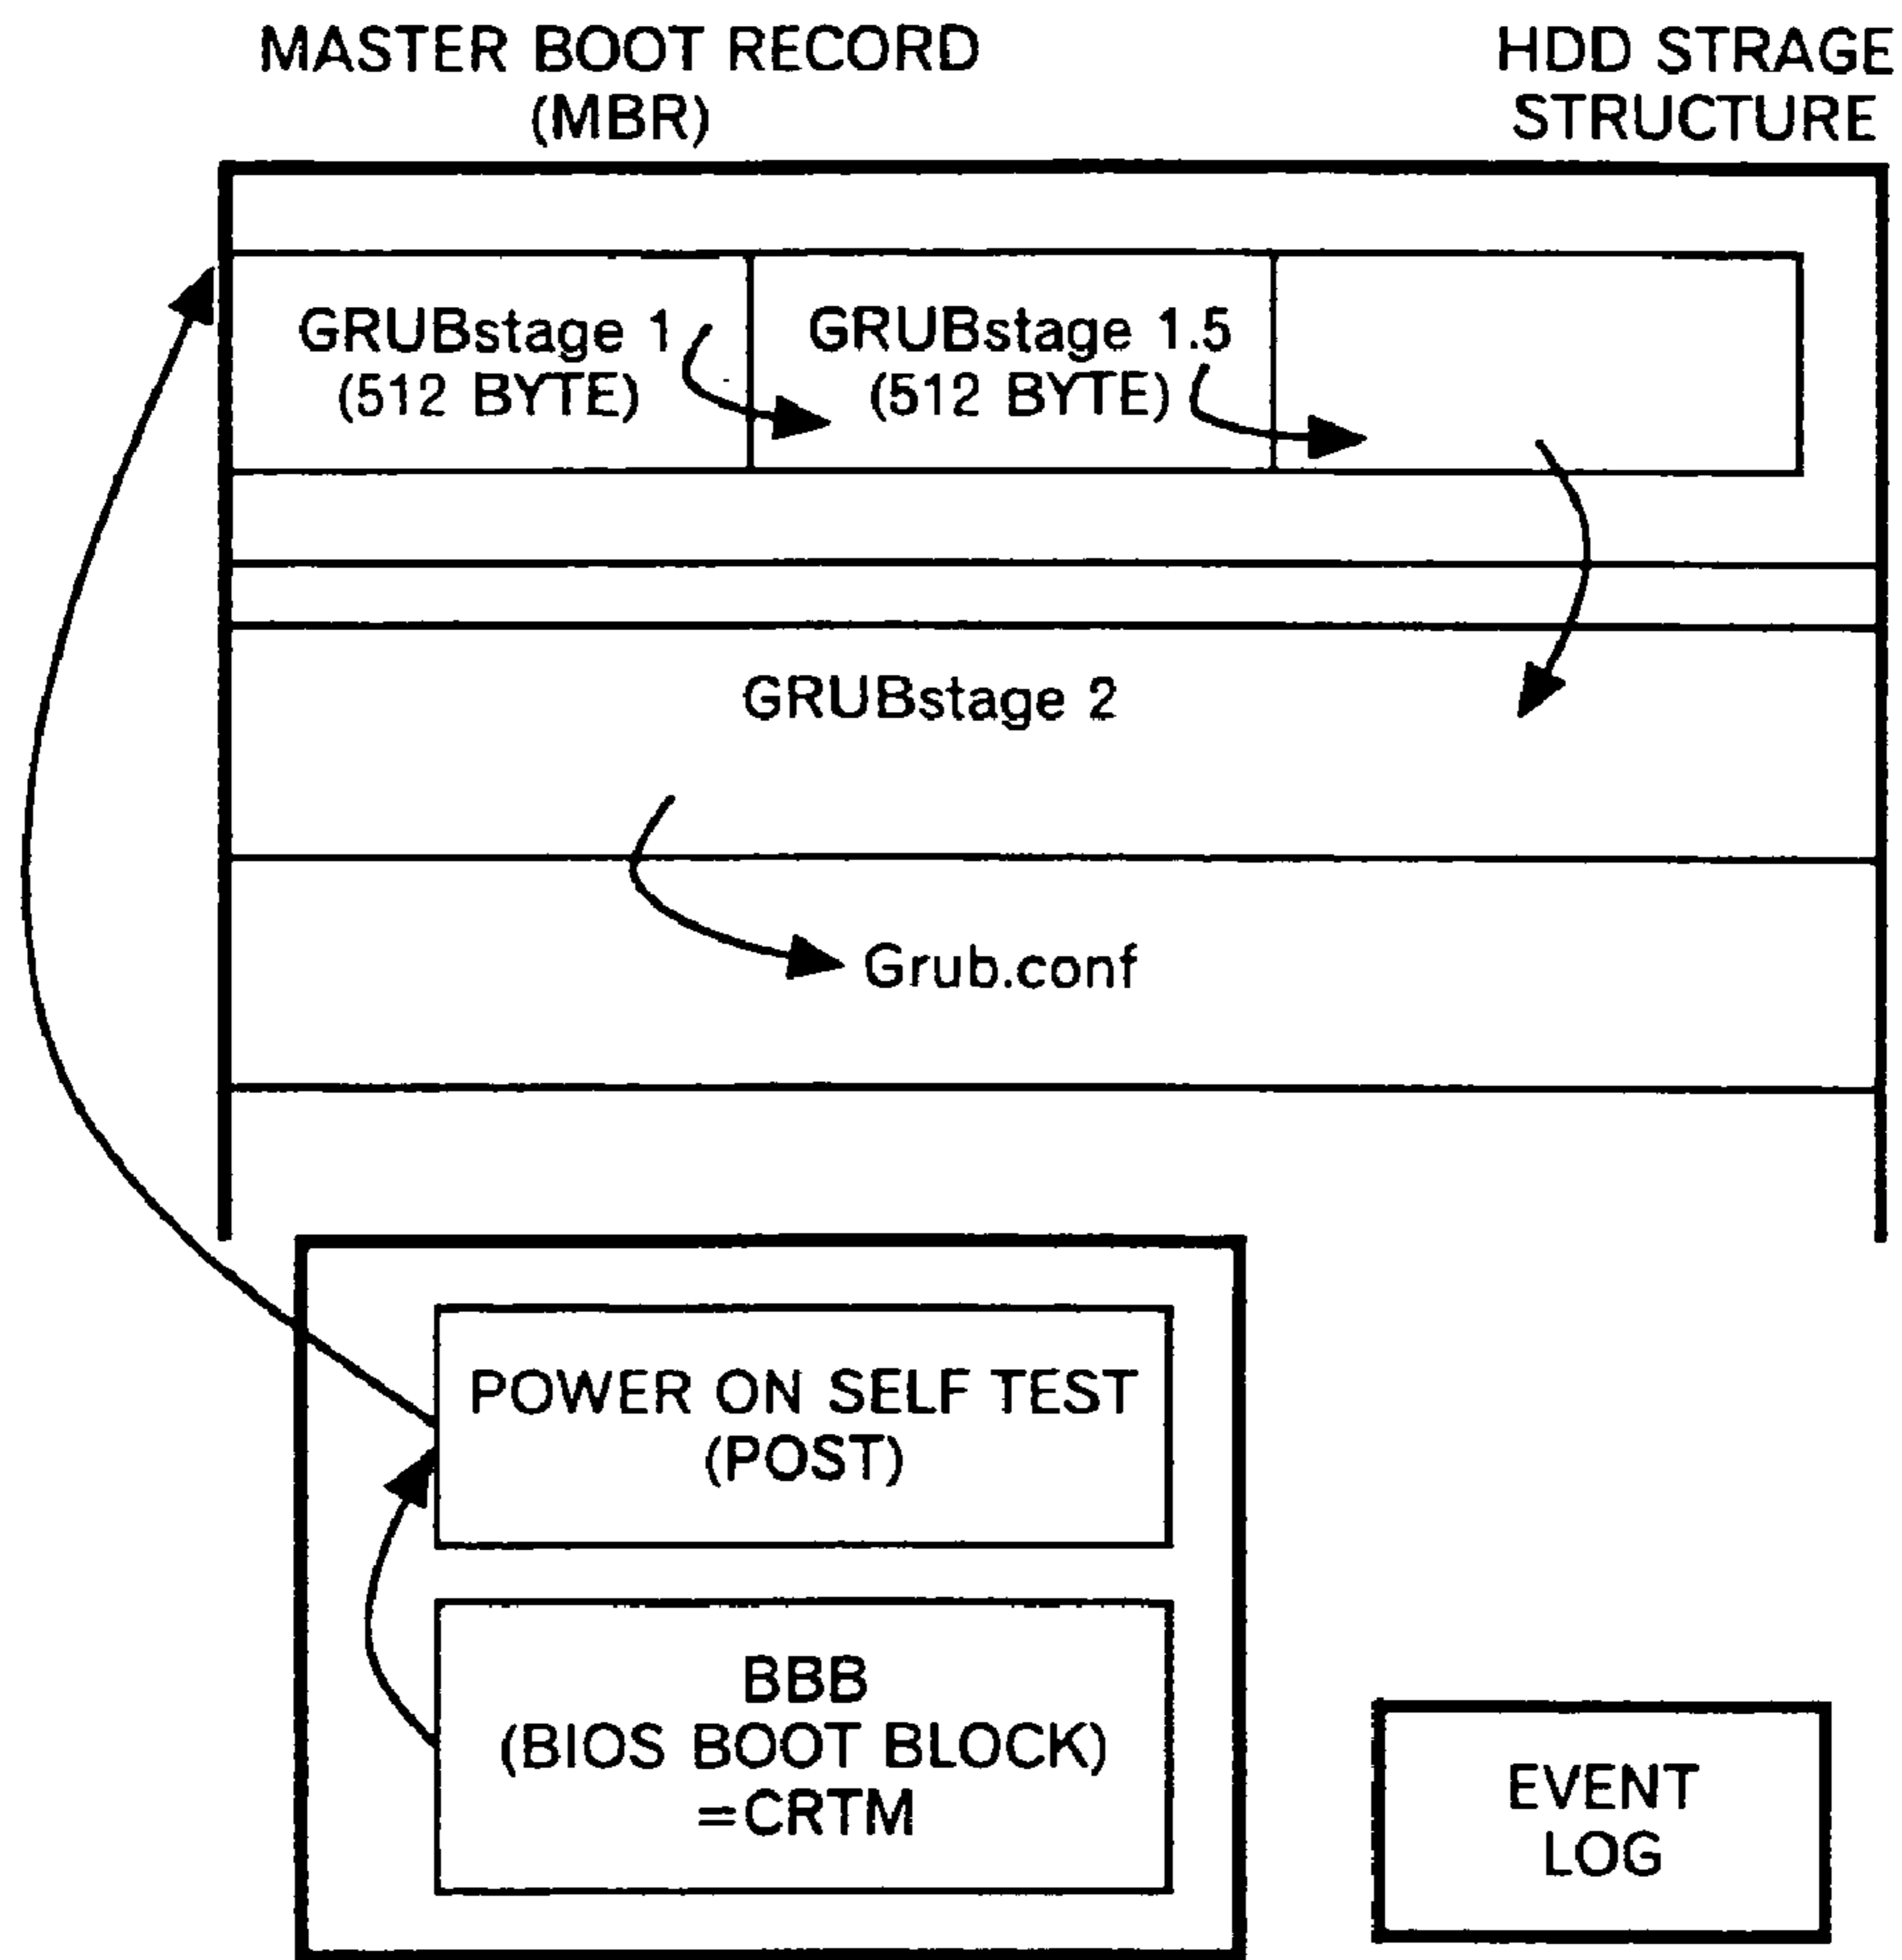 MASTER BOOT RECORD
(MBR)
HDD STRAGE
STRUCTURE
GRUBstage 1
(512 BYTE)
GRUBstage 1.5
(512 BYTE)
GRUBstage 2
Grub.conf
POWER ON SELF TEST
(POST)
BBB
(BIOS BOOT BLOCK)
=CRTM
EVENT
LOG